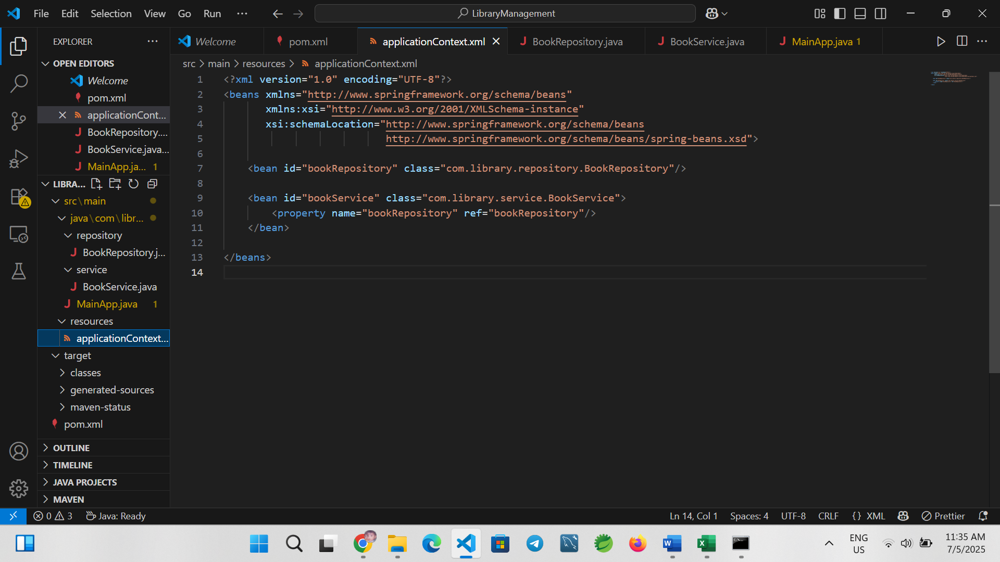 File Edit Selection View Go Run ···
LibraryManagement
EXPLORER
OPEN EDITORS
Welcome
pom.xml
applicationCont...
BookRepository....
BookService.java...
MainApp.ja... 1
LIBRA...
src\main
java\com\libr...
repository
BookRepository.j...
service
BookService.java
MainApp.java 1
resources
applicationContext...
target
classes
generated-sources
maven-status
pom.xml
OUTLINE
TIMELINE
JAVA PROJECTS
MAVEN
Welcome pom.xml applicationContext.xml BookRepository.java BookService.java MainApp.java 1
src > main > resources > applicationContext.xml
1 <?xml version="1.0" encoding="UTF-8"?>
2 <beans xmlns="http://www.springframework.org/schema/beans"
3 xmlns:xsi="http://www.w3.org/2001/XMLSchema-instance"
4 xsi:schemaLocation="http://www.springframework.org/schema/beans
5 http://www.springframework.org/schema/beans/spring-beans.xsd">
6
7 <bean id="bookRepository" class="com.library.repository.BookRepository"/>
8
9 <bean id="bookService" class="com.library.service.BookService">
10 <property name="bookRepository" ref="bookRepository"/>
11 </bean>
12
13 </beans>
14
0 3 Java: Ready
Ln 14, Col 1 Spaces: 4 UTF-8 CRLF {} XML Prettier
ENG
US
11:35 AM
7/5/2025